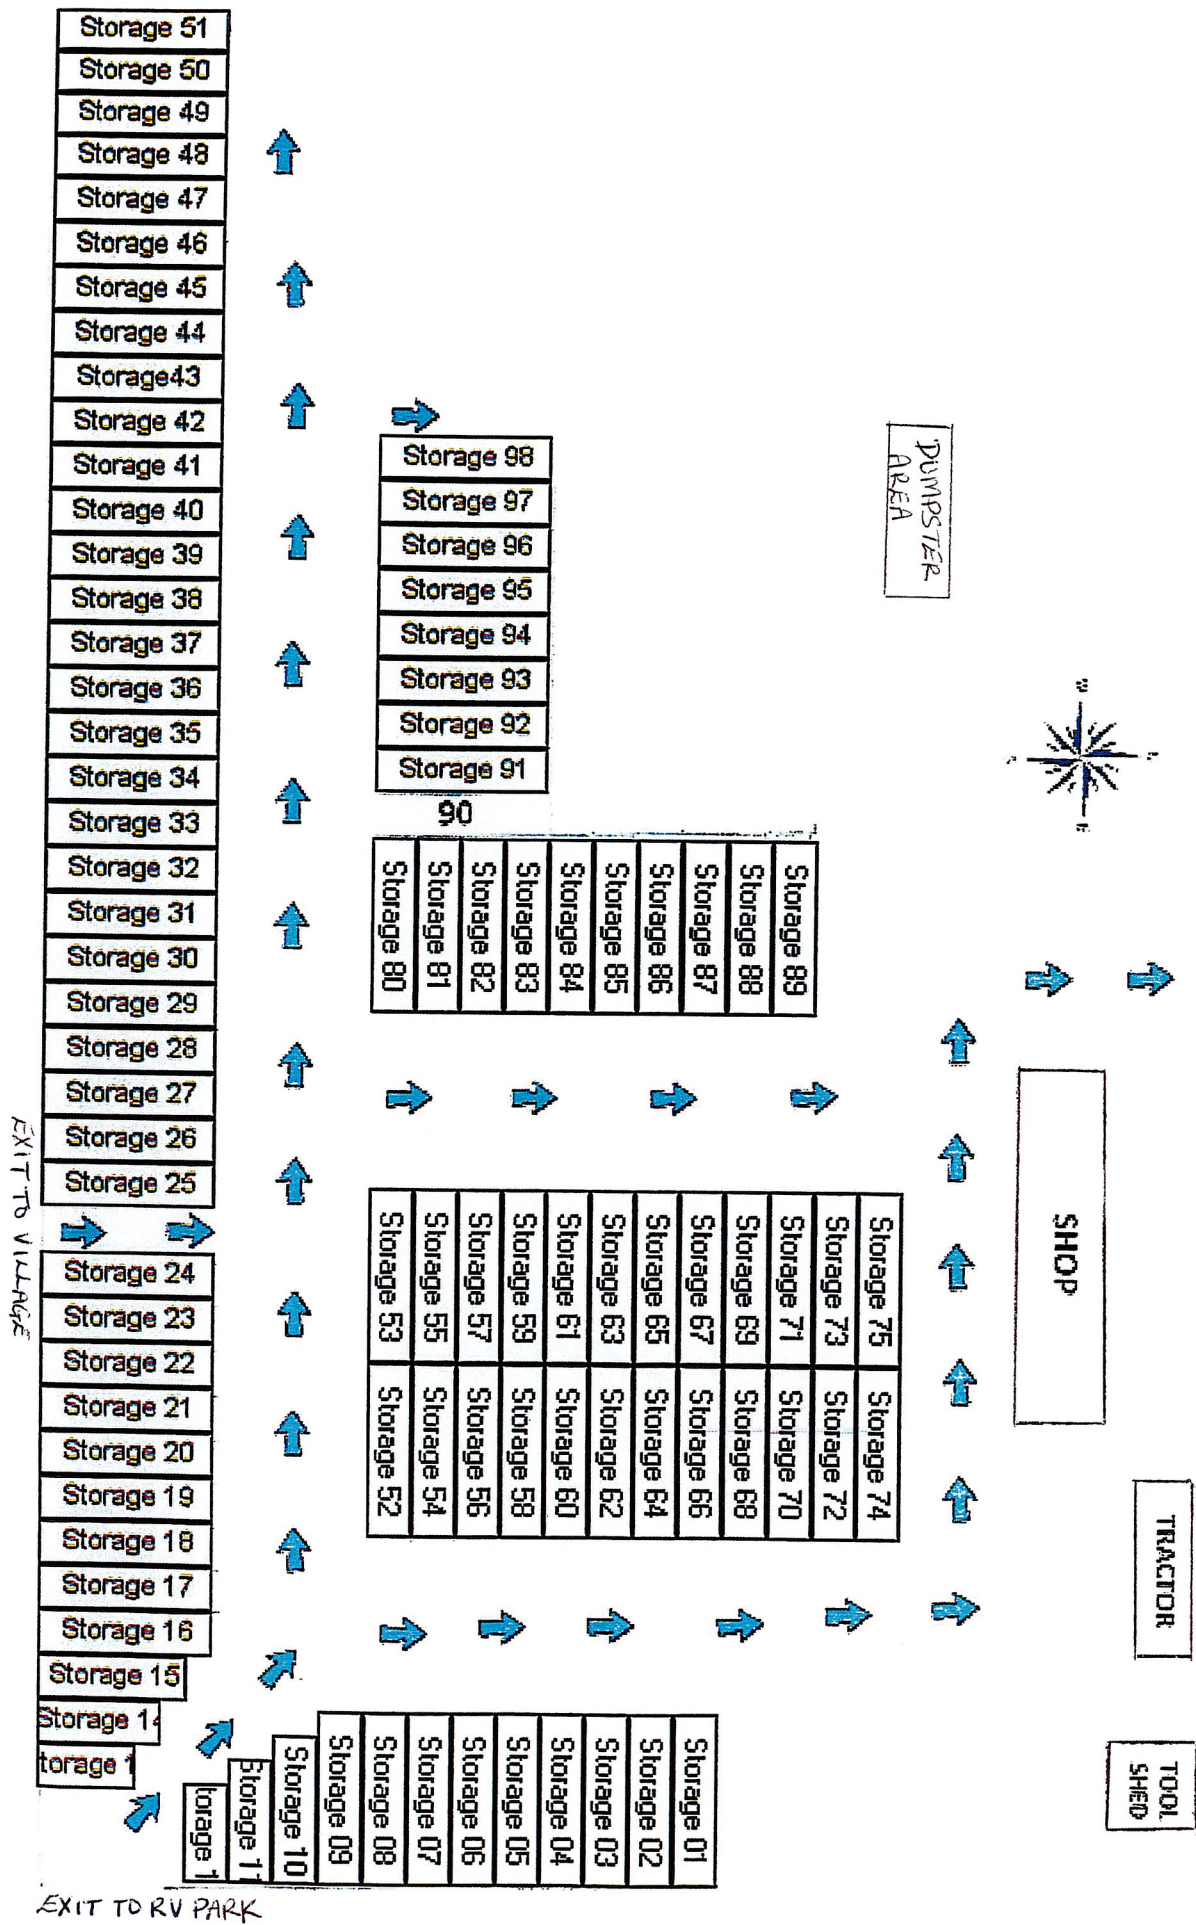 Storage 51
Storage 50
Storage 49
Storage 48
Storage 47
Storage 46
Storage 45
Storage 44
Storage43
Storage 42
Storage 41
Storage 40
Storage 39
Storage 38
Storage 37
Storage 36
Storage 35
Storage 34
Storage 33
Storage 32
Storage 31
Storage 30
Storage 29
Storage 28
Storage 27
Storage 26
Storage 25
EXIT TO VILLAGE
Storage 24
Storage 23
Storage 22
Storage 21
Storage 20
Storage 19
Storage 18
Storage 17
Storage 16
Storage 15
Storage 14
torage 1
Storage 98
Storage 97
Storage 96
Storage 95
Storage 94
Storage 93
Storage 92
Storage 91
90
Storage 80
Storage 81
Storage 82
Storage 83
Storage 84
Storage 85
Storage 86
Storage 87
Storage 88
Storage 89
Storage 53
Storage 55
Storage 57
Storage 59
Storage 61
Storage 63
Storage 65
Storage 67
Storage 69
Storage 71
Storage 73
Storage 75
Storage 52
Storage 54
Storage 56
Storage 58
Storage 60
Storage 62
Storage 64
Storage 66
Storage 68
Storage 70
Storage 72
Storage 74
torage 1
Storage 11
Storage 10
Storage 09
Storage 08
Storage 07
Storage 06
Storage 05
Storage 04
Storage 03
Storage 02
Storage 01
EXIT TO RV PARK
DUMPSTER
AREA
W
E
SHOP
TRACTOR
TOOL
SHED